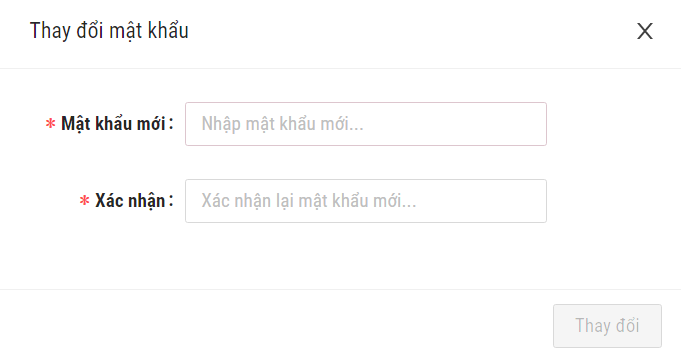 Thay đổi mật khẩu
* Mật khẩu mới: Nhập mật khẩu mới...
* Xác nhận: Xác nhận lại mật khẩu mới...
Thay đổi